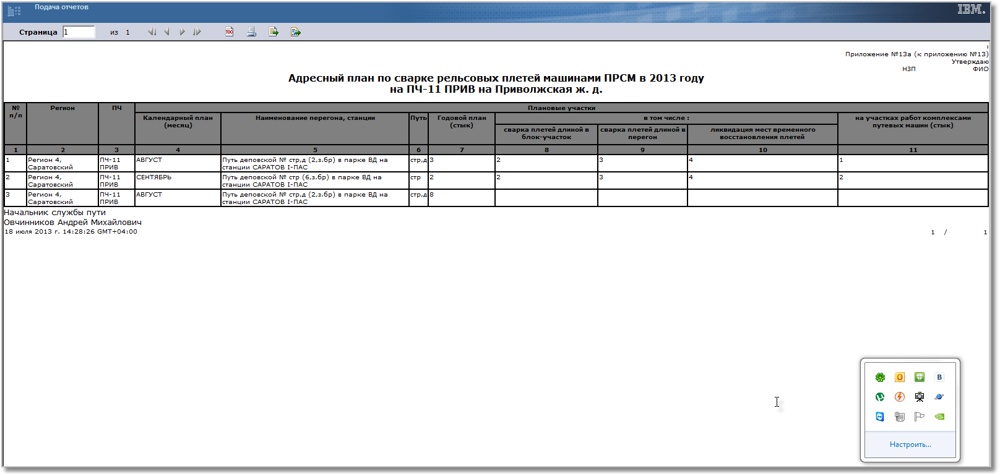 Подача отчетов
IBM.
Страница 1 из 1
:
Приложение №13а (к приложению №13)
Утверждаю
НЗП ФИО
Адресный план по сварке рельсовых плетей машинами ПРСМ в 2013 году
на ПЧ-11 ПРИВ на Приволжская ж. д.
№ п/п Регион ПЧ Плановые участки
Календарный план (месяц) Наименование перегона, станции Путь Годовой план (стык) в том числе : на участках работ комплексами путевых машин (стык)
сварка плетей длиной в блок-участок сварка плетей длиной в перегон ликвидация мест временного восстановления плетей
1 2 3 4 5 6 7 8 9 10 11
1 Регион 4, ПЧ-11 АВГУСТ Путь деповской № стр,д (2,з.бр) в парке ВД на стр,д 3 2 3 4 1
Саратовский ПРИВ станции САРАТОВ I-ПАС
2 Регион 4, ПЧ-11 СЕНТЯБРЬ Путь деповской № стр (6,з.бр) в парке ВД на стр 2 2 3 4 2
Саратовский ПРИВ станции САРАТОВ I-ПАС
3 Регион 4, ПЧ-11 АВГУСТ Путь деповской № стр,д (2,з.бр) в парке ВД на стр,д 8
Саратовский ПРИВ станции САРАТОВ I-ПАС
Начальник службы пути
Овчинников Андрей Михайлович
18 июля 2013 г. 14:28:26 GMT+04:00 1 / 1
Настроить...